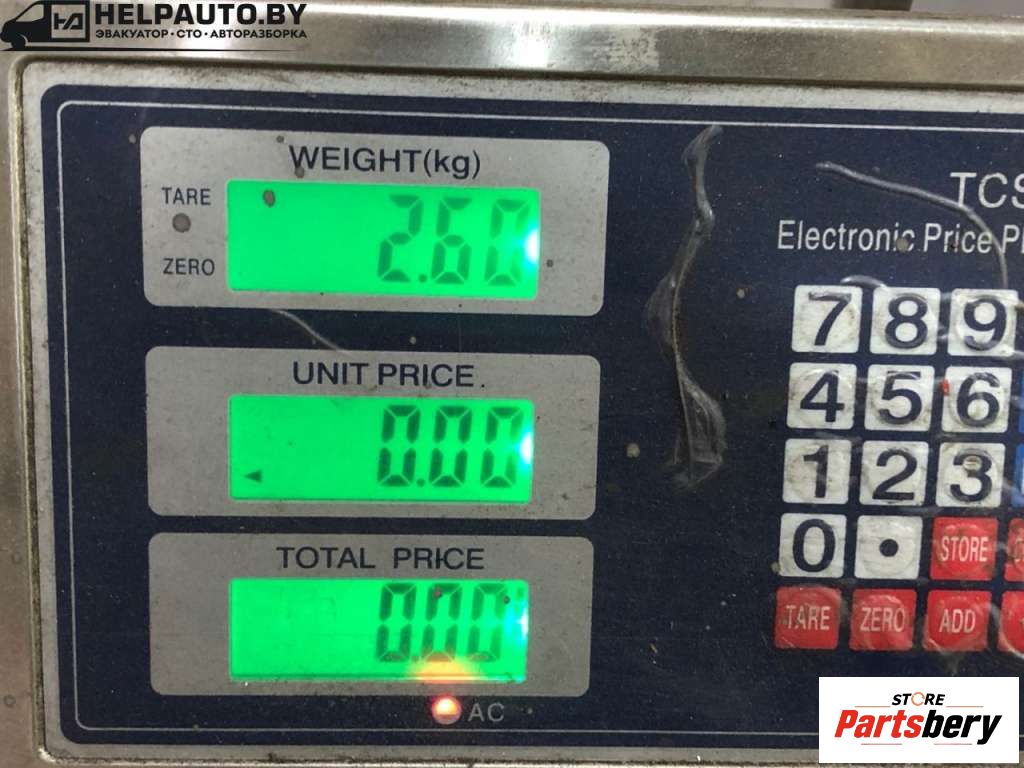 HELPAUTO.BY
ЭВАКУАТОР·СТО·АВТОРАЗБОРКА
WEIGHT(kg)
TARE
ZERO
2.60
UNIT PRICE
0.00
TOTAL PRICE
0.00
AC
TCS
Electronic Price
7 8 9
4 5 6
1 2 3
0 • STORE
TARE ZERO ADD
STORE
Partsbery